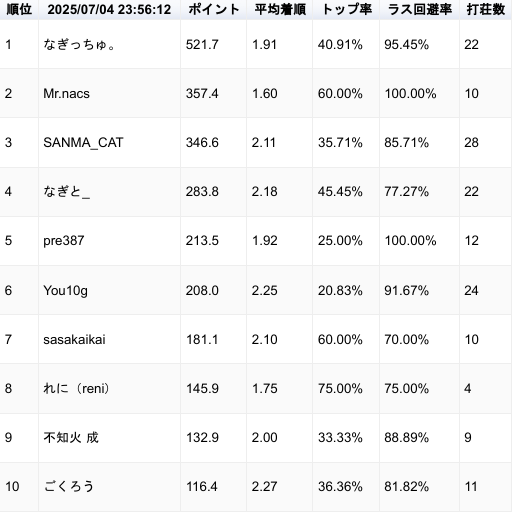 順位 2025/07/04 23:56:12 ポイント 平均着順 トップ率 ラス回避率 打荘数
1 なぎっちゅ。 521.7 1.91 40.91% 95.45% 22
2 Mr.nacs 357.4 1.60 60.00% 100.00% 10
3 SANMA_CAT 346.6 2.11 35.71% 85.71% 28
4 なぎと_ 283.8 2.18 45.45% 77.27% 22
5 pre387 213.5 1.92 25.00% 100.00% 12
6 You10g 208.0 2.25 20.83% 91.67% 24
7 sasakaikai 181.1 2.10 60.00% 70.00% 10
8 れに（reni） 145.9 1.75 75.00% 75.00% 4
9 不知火 成 132.9 2.00 33.33% 88.89% 9
10 ごくろう 116.4 2.27 36.36% 81.82% 11